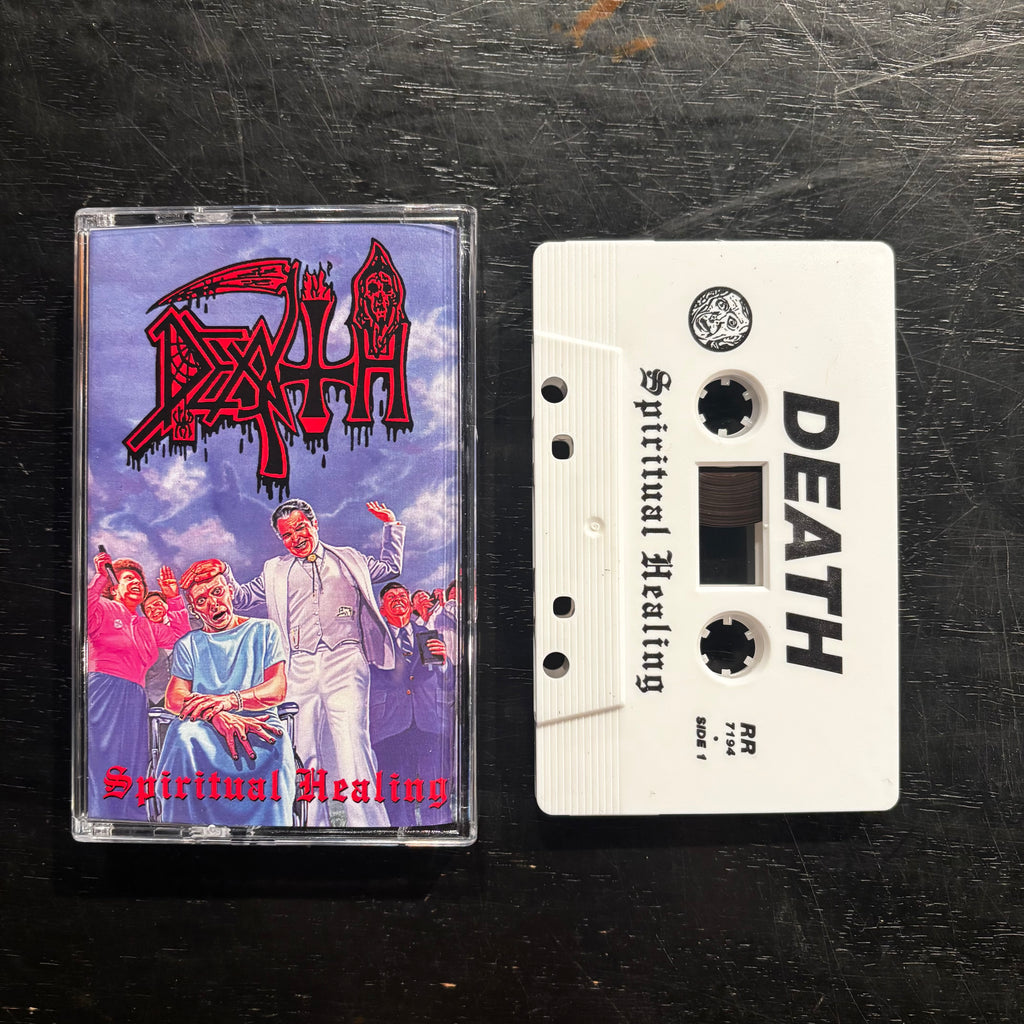 DEATH
Spiritual Healing
DEATH
Spiritual Healing
RR
7194
•
SIDE 1